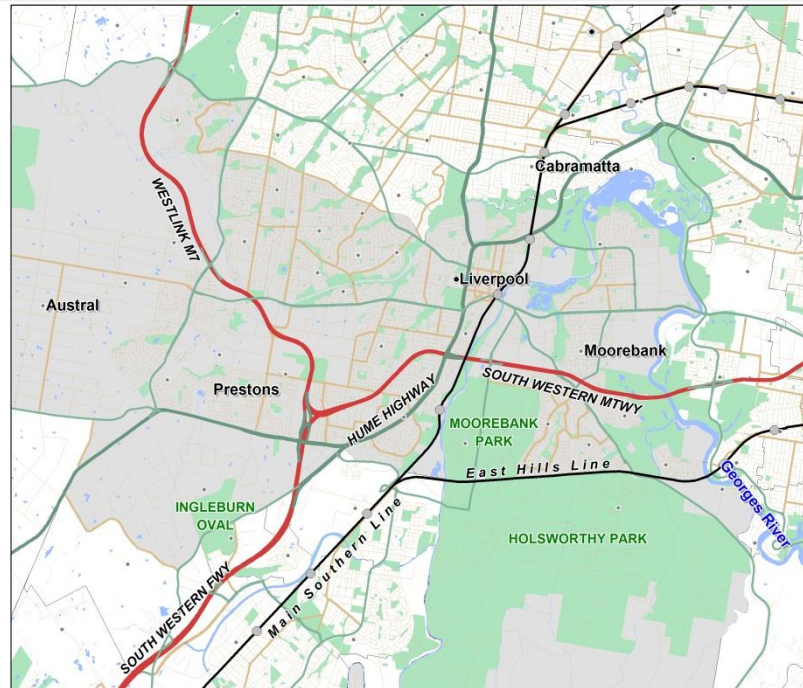 Cabramatta
WESTLINK M7
Liverpool
Austral
Moorebank
Prestons
SOUTH WESTERN MTWY
HUME HIGHWAY
MOOREBANK
PARK
East Hills Line
Georges River
INGLEBURN
OVAL
HOLSWORTHY PARK
Main Southern Line
SOUTH WESTERN FWY